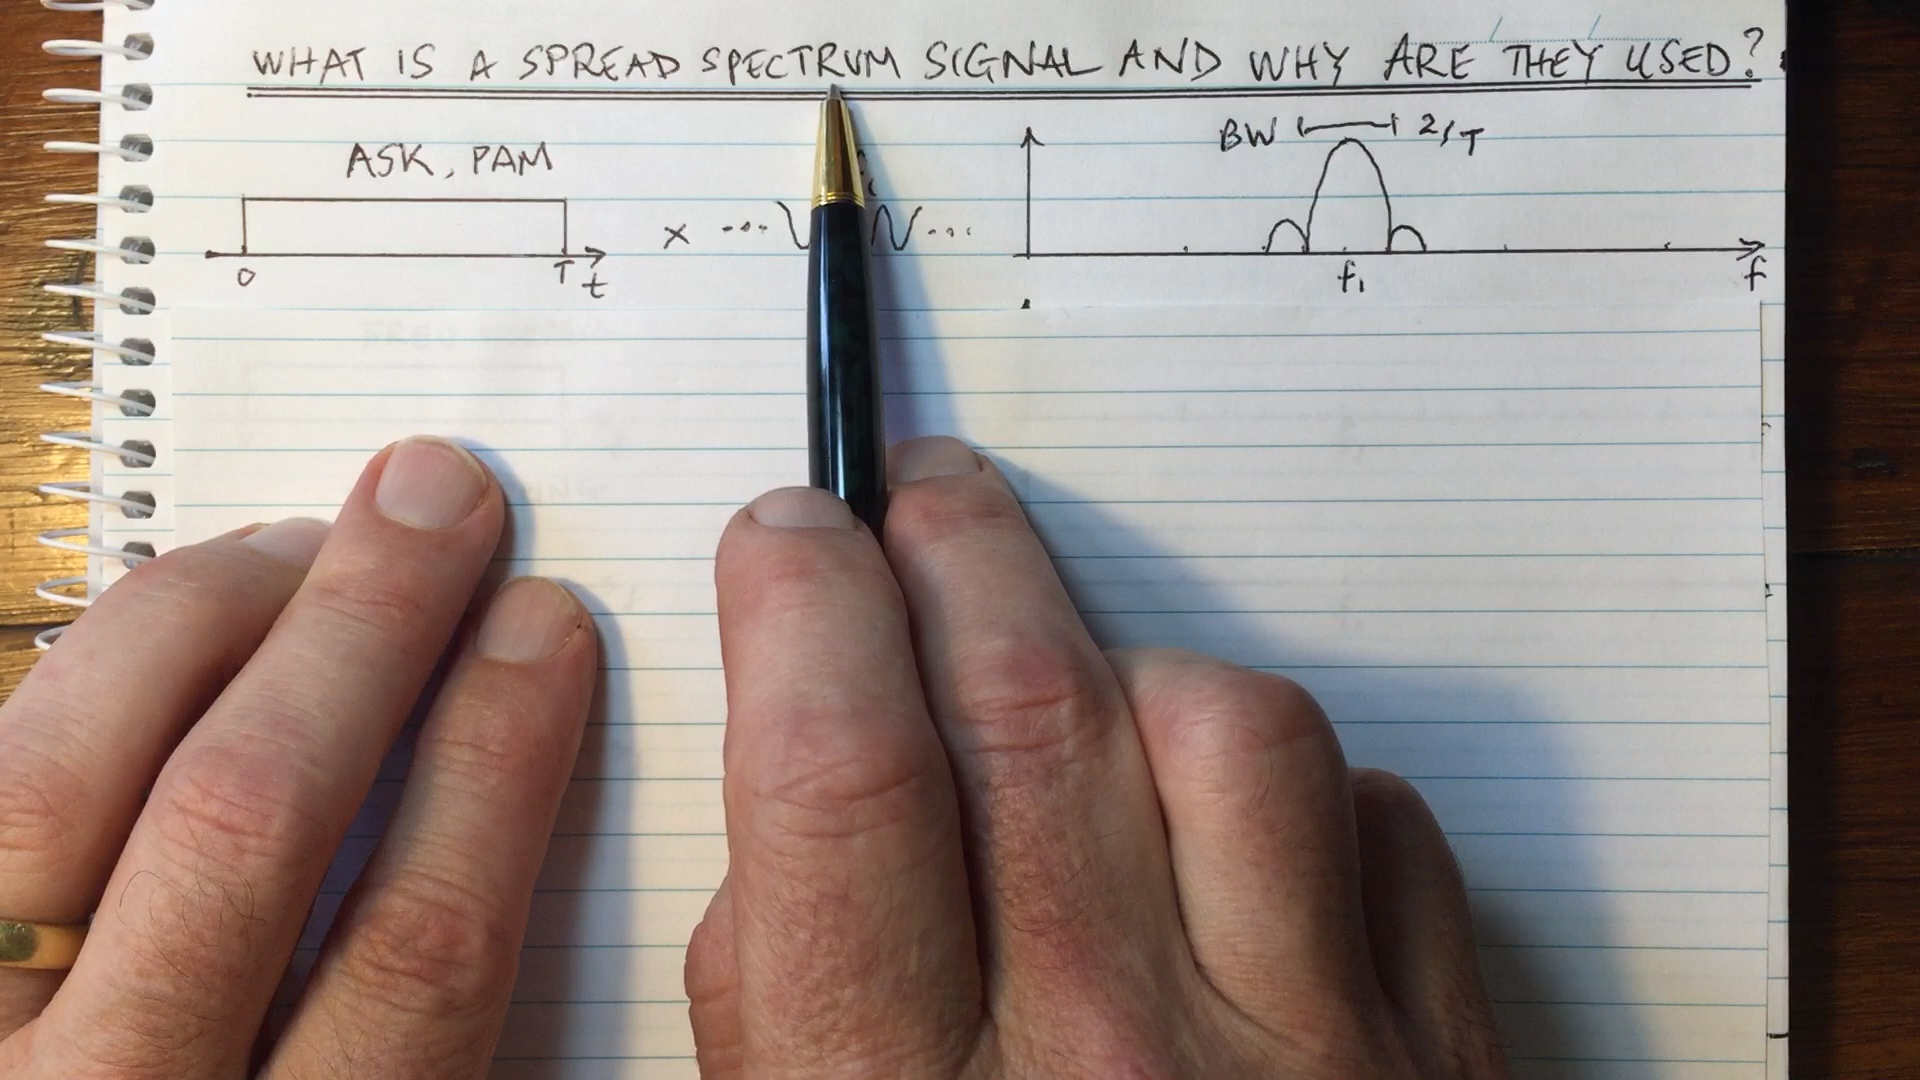 WHAT IS A SPREAD SPECTRUM SIGNAL AND WHY ARE THEY USED?
ASK, PAM
BW 2/T
x ... ...
0 T t
f₁ f